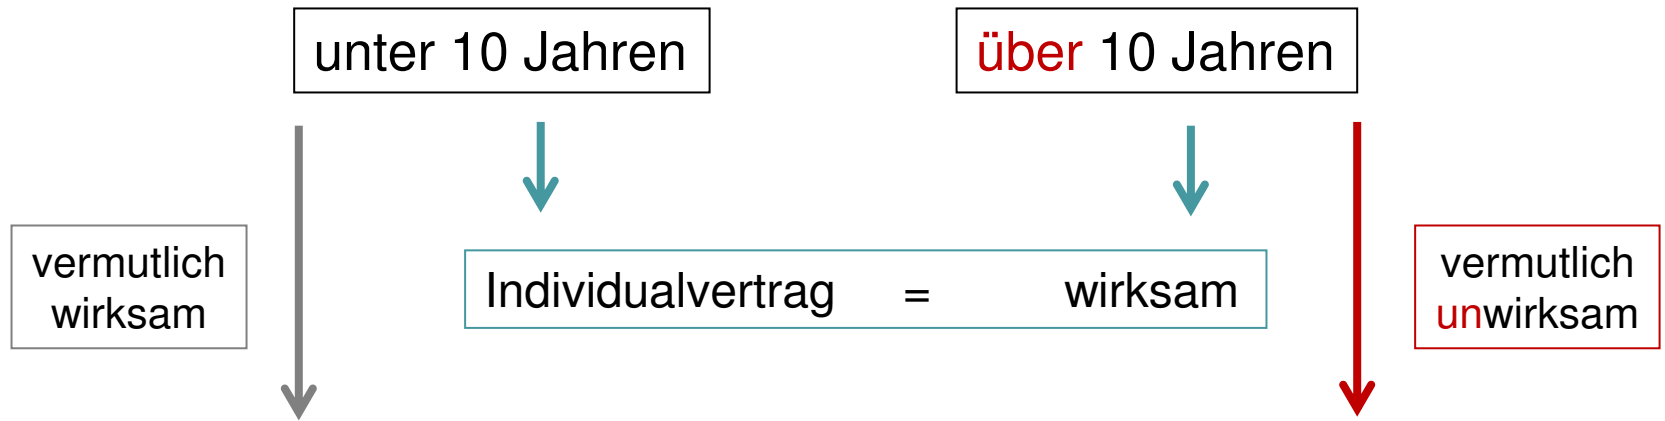 unter 10 Jahren
über 10 Jahren
vermutlich
wirksam
Individualvertrag = wirksam
vermutlich
unwirksam